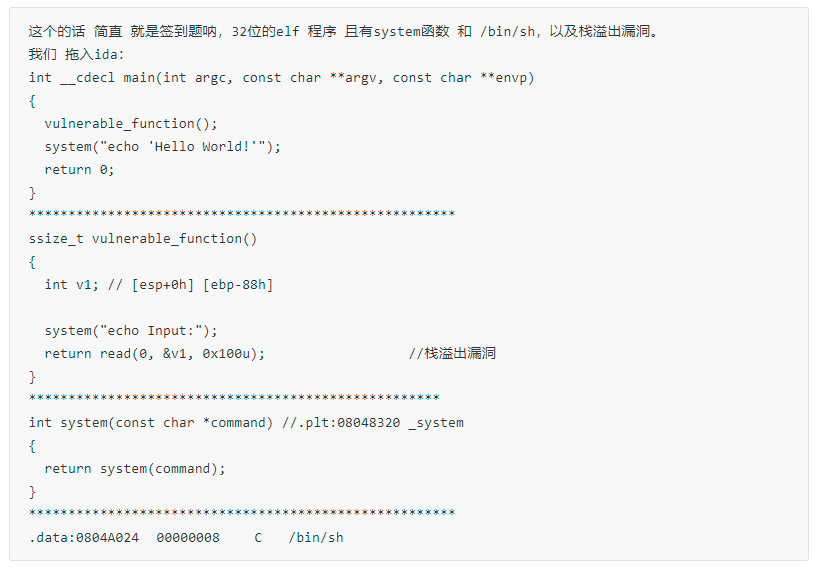 这个的话 简直 就是签到题呐，32位的elf 程序 且有system函数 和 /bin/sh，以及栈溢出漏洞。
我们 拖入ida：
int __cdecl main(int argc, const char **argv, const char **envp)
{
  vulnerable_function();
  system("echo 'Hello World!'");
  return 0;
}
******************************************************
ssize_t vulnerable_function()
{
  int v1; // [esp+0h] [ebp-88h]

  system("echo Input:");
  return read(0, &v1, 0x100u);                  //栈溢出漏洞
}
****************************************************
int system(const char *command) //.plt:08048320 _system
{
  return system(command);
}
******************************************************
.data:0804A024  00000008    C   /bin/sh